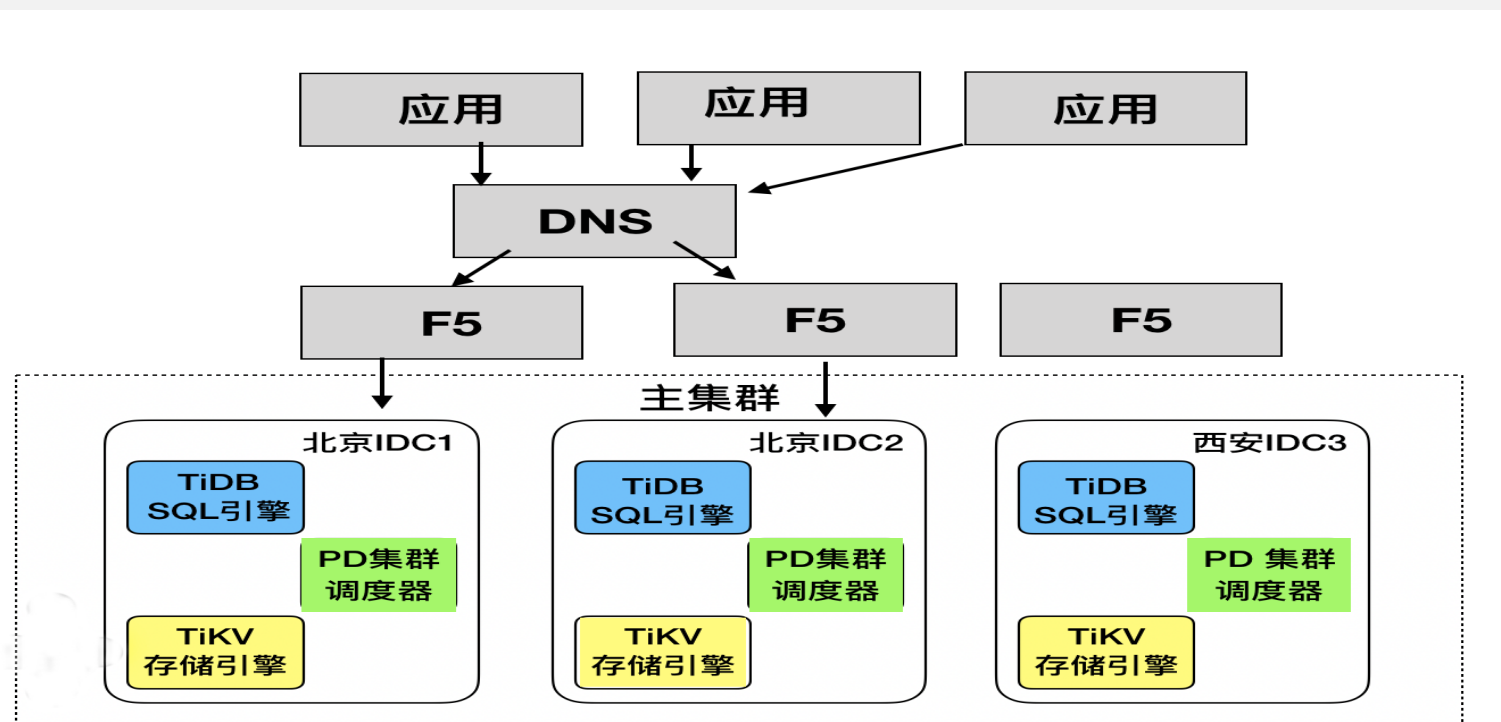 应用
应用
应用
DNS
F5
F5
F5
主集群
北京IDC1
TiDB
SQL引擎
PD集群
调度器
TiKV
存储引擎
北京IDC2
TiDB
SQL引擎
PD集群
调度器
TiKV
存储引擎
西安IDC3
TiDB
SQL引擎
PD 集群
调度器
TiKV
存储引擎